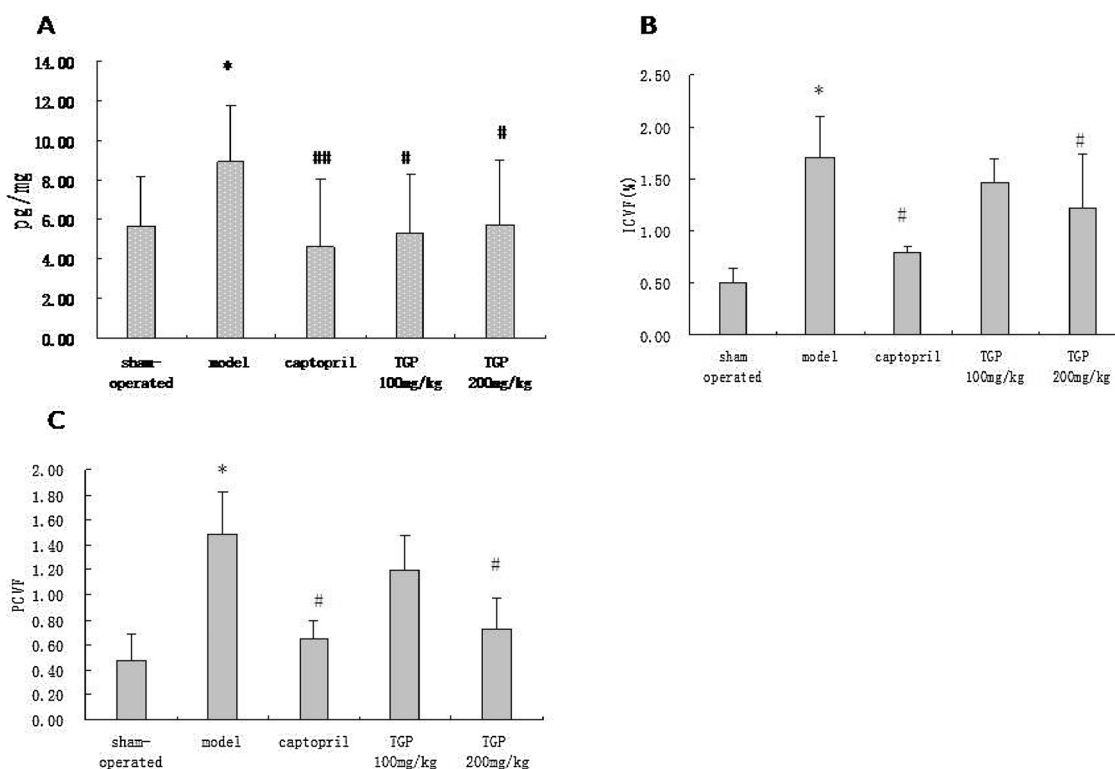 A
14.00
12.00
10.00
8.00
6.00
4.00
2.00
0.00
pg/mg
*
##
#
#
sham-
operated
model
captopril
TGP
100mg/kg
TGP
200mg/kg
B
2.50
2.00
1.50
1.00
0.50
0.00
ICVF(%)
*
#
#
sham
operated
model
captopril
TGP
100mg/kg
TGP
200mg/kg
C
2.00
1.80
1.60
1.40
1.20
1.00
0.80
0.60
0.40
0.20
0.00
PCVF
*
#
#
sham-
operated
model
captopril
TGP
100mg/kg
TGP
200mg/kg